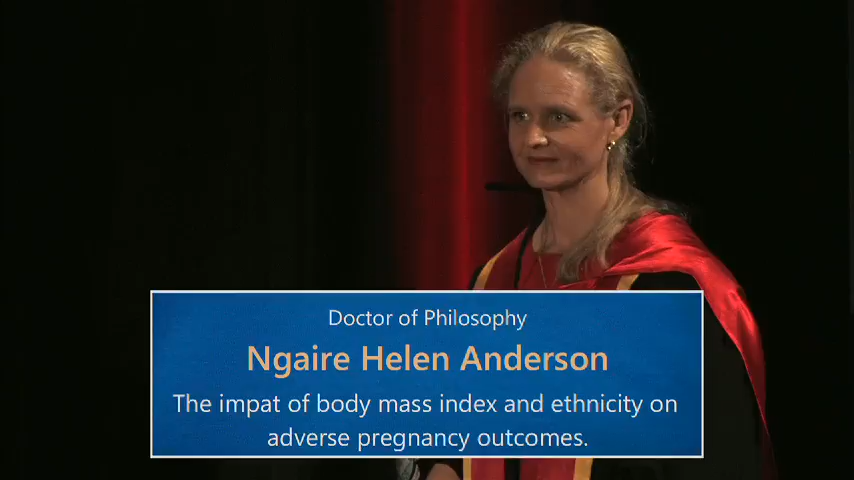 Doctor of Philosophy
Ngaire Helen Anderson
The impat of body mass index and ethnicity on
adverse pregnancy outcomes.